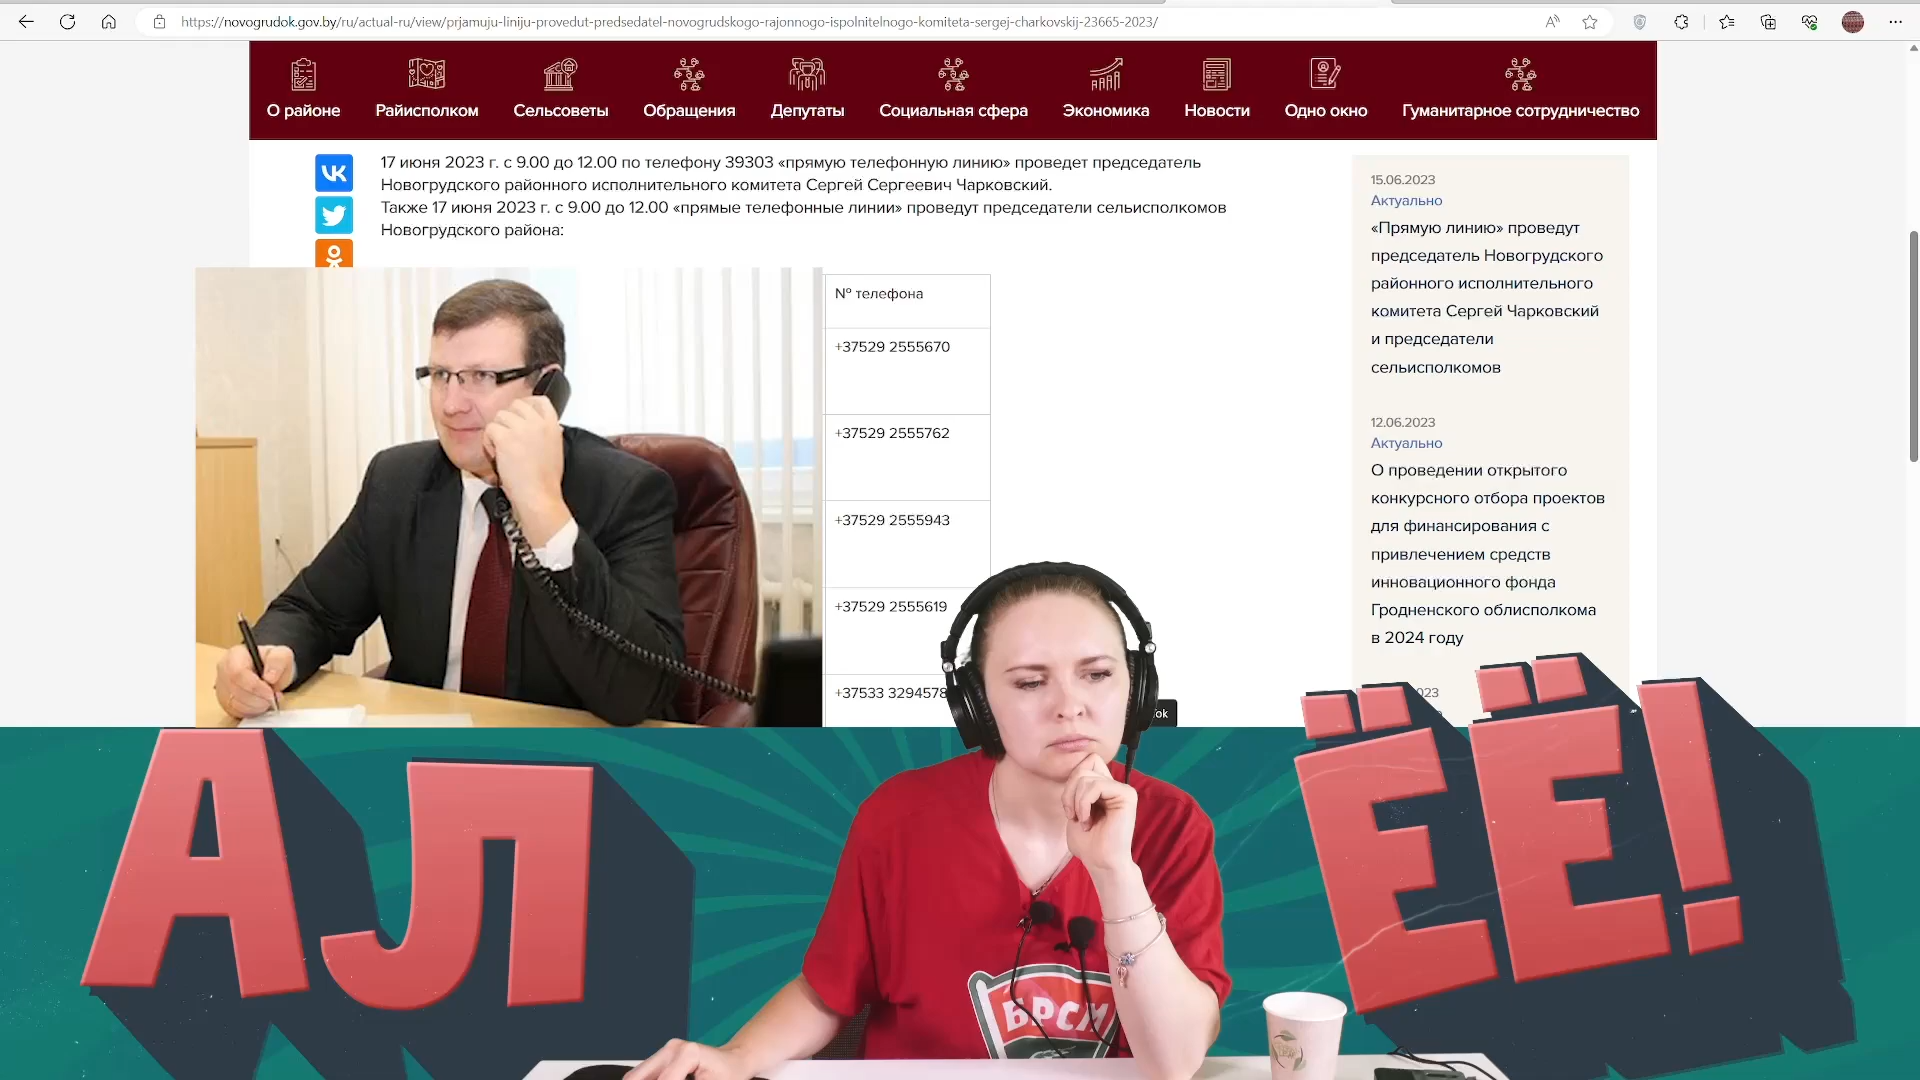 https://novogrudok.gov.by/ru/actual-ru/view/prjamuju-liniju-provedut-predsedatel-novogrudskogo-rajonnogo-ispolnitelnogo-komiteta-sergej-charkovskij-23665-2023/
О районе
Райисполком
Сельсоветы
Обращения
Депутаты
Социальная сфера
Экономика
Новости
Одно окно
Гуманитарное сотрудничество
17 июня 2023 г. с 9.00 до 12.00 по телефону 39303 «прямую телефонную линию» проведет председатель
Новогрудского районного исполнительного комитета Сергей Сергеевич Чарковский.
Также 17 июня 2023 г. с 9.00 до 12.00 «прямые телефонные линии» проведут председатели сельисполкомов
Новогрудского района:
№ телефона
+37529 2555670
+37529 2555762
+37529 2555943
+37529 2555619
+37533 3294578
15.06.2023
Актуально
«Прямую линию» проведут
председатель Новогрудского
районного исполнительного
комитета Сергей Чарковский
и председатели
сельисполкомов
12.06.2023
Актуально
О проведении открытого
конкурсного отбора проектов
для финансирования с
привлечением средств
инновационного фонда
Гродненского облисполкома
в 2024 году
АЛ
ЁЁ!
БРСМ